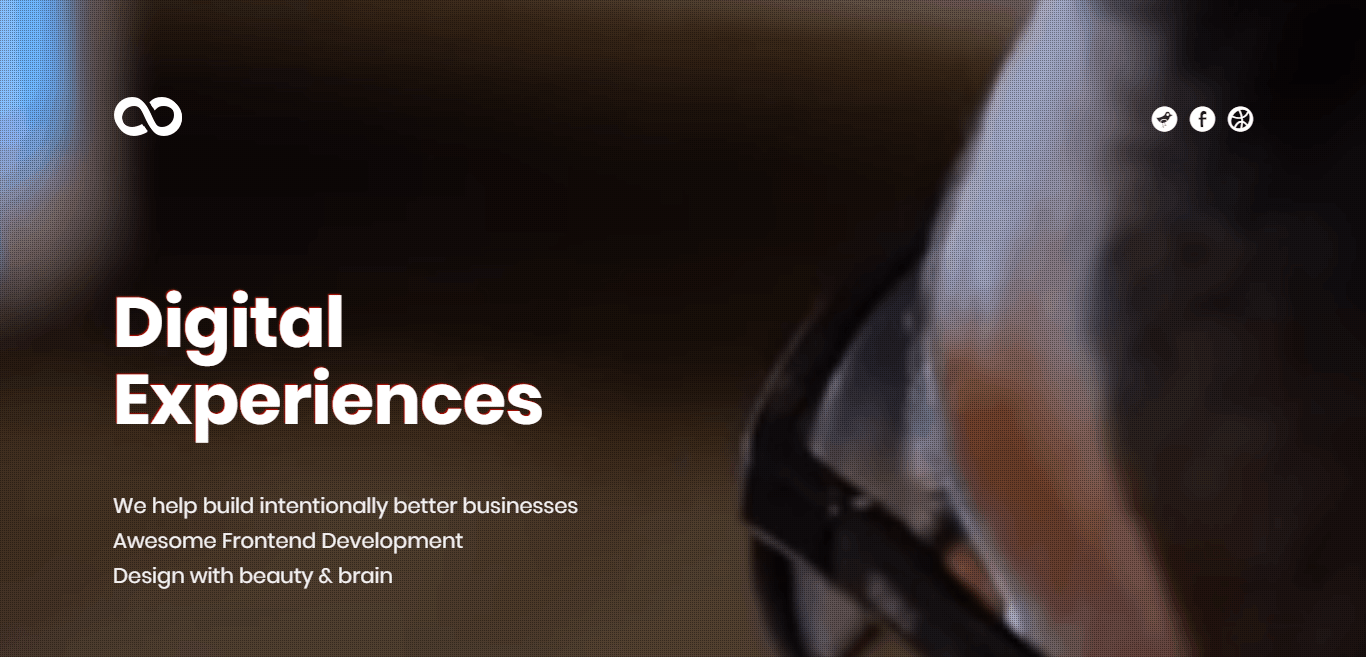 Digital
Experiences
We help build intentionally better businesses
Awesome Frontend Development
Design with beauty & brain